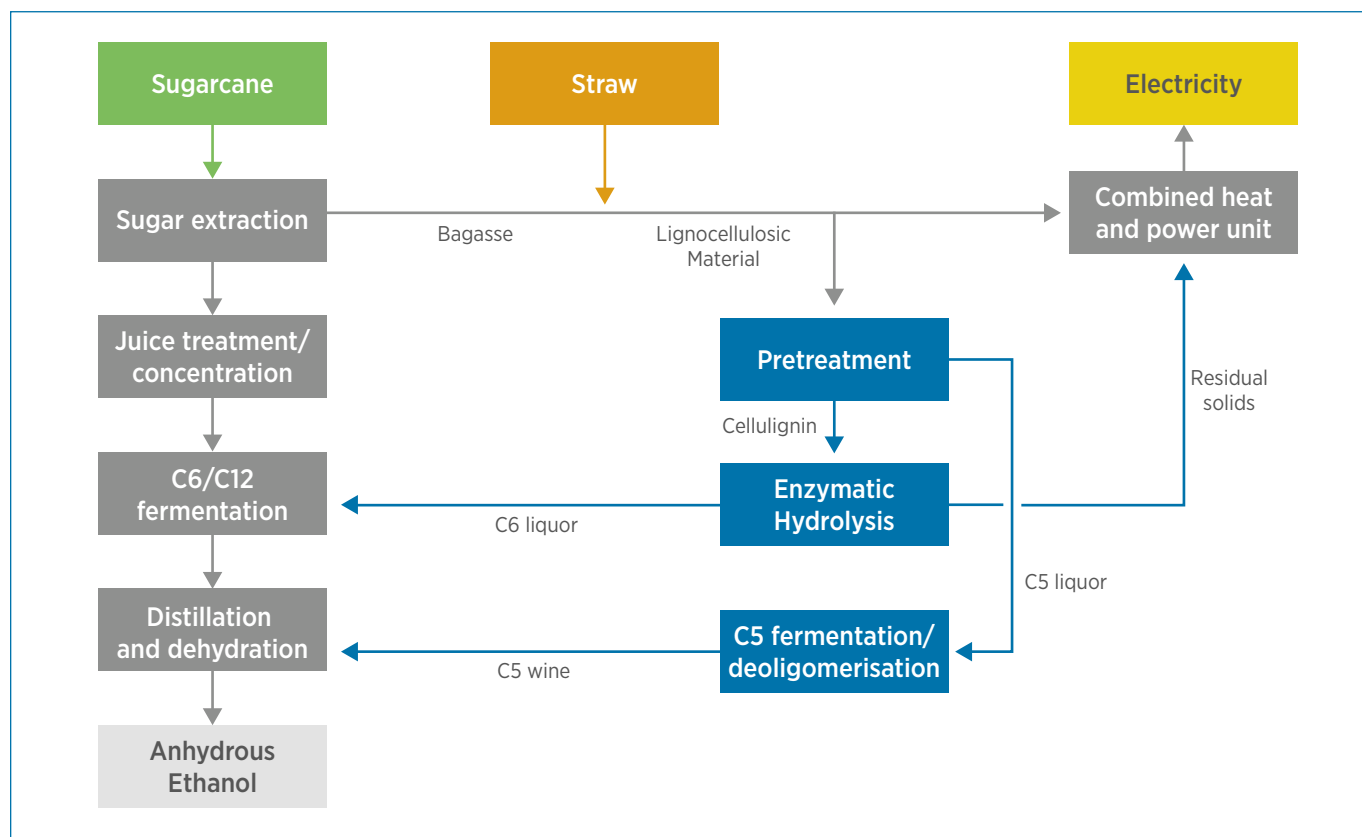 Sugarcane
Straw
Electricity
Sugar extraction
Combined heat
and power unit
Bagasse
Lignocellulosic
Material
Juice treatment/
concentration
Pretreatment
Residual
solids
Cellulignin
C6/C12
fermentation
Enzymatic
Hydrolysis
C6 liquor
C5 liquor
Distillation
and dehydration
C5 fermentation/
deoligomerisation
C5 wine
Anhydrous
Ethanol